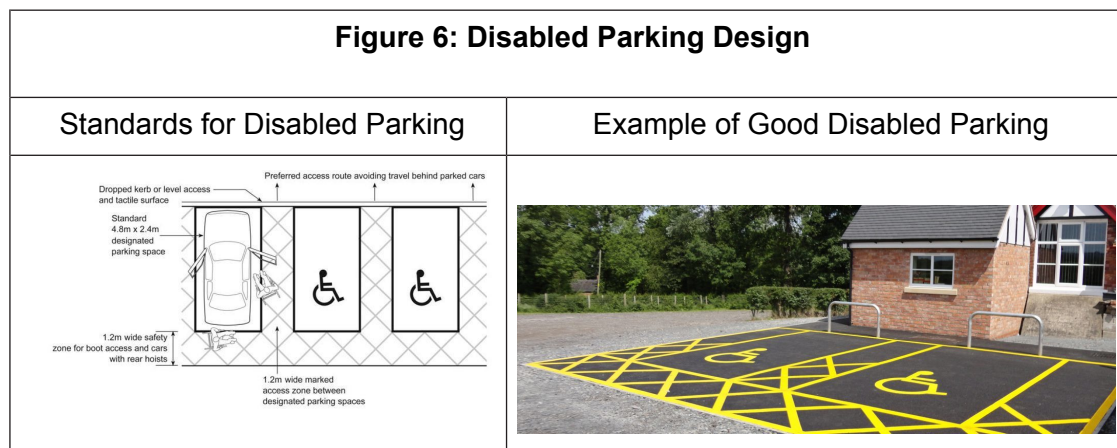 Figure 6: Disabled Parking Design
Standards for Disabled Parking
Example of Good Disabled Parking
Preferred access route avoiding travel behind parked cars
Dropped kerb or level access
and tactile surface
Standard
4.8m x 2.4m
designated
parking space
1.2m wide safety
zone for boot access and cars
with rear hoists
1.2m wide marked
access zone between
designated parking spaces